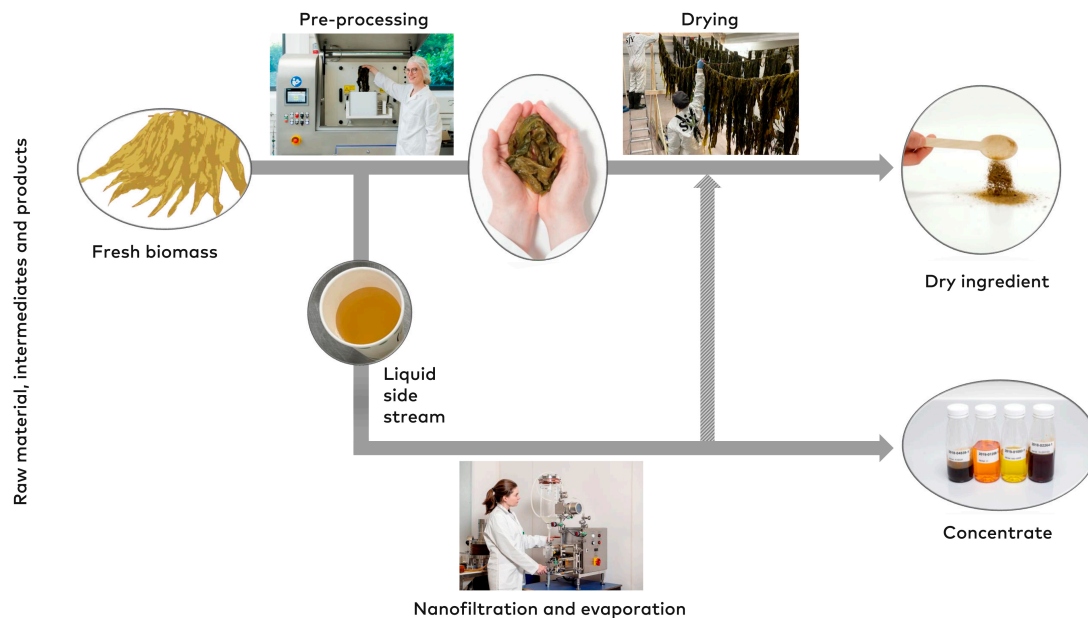 Pre-processing
Drying
Raw material, intermediates and products
Fresh biomass
Dry ingredient
Liquid
side
stream
Concentrate
Nanofiltration and evaporation